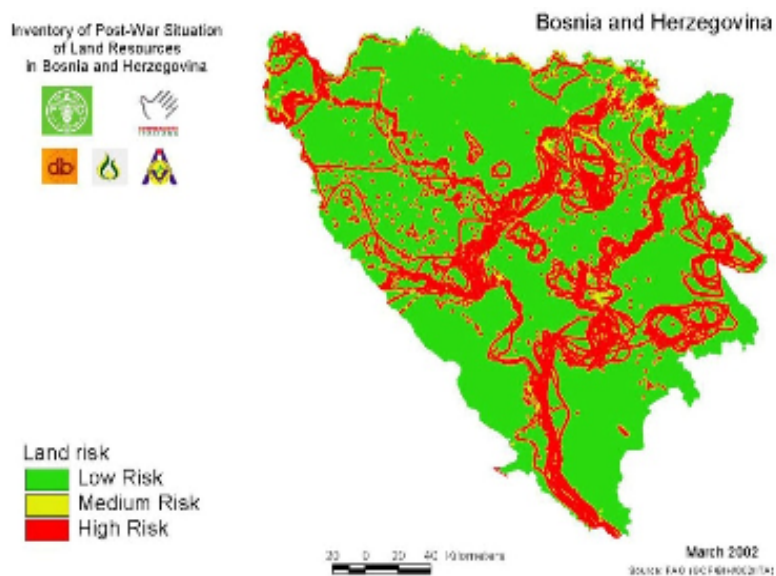 Inventory of Post-War Situation
of Land Resources
in Bosnia and Herzegovina
Bosnia and Herzegovina
db
Land risk
Low Risk
Medium Risk
High Risk
20 0 20 40 Kilometers
March 2002
Source: FAO